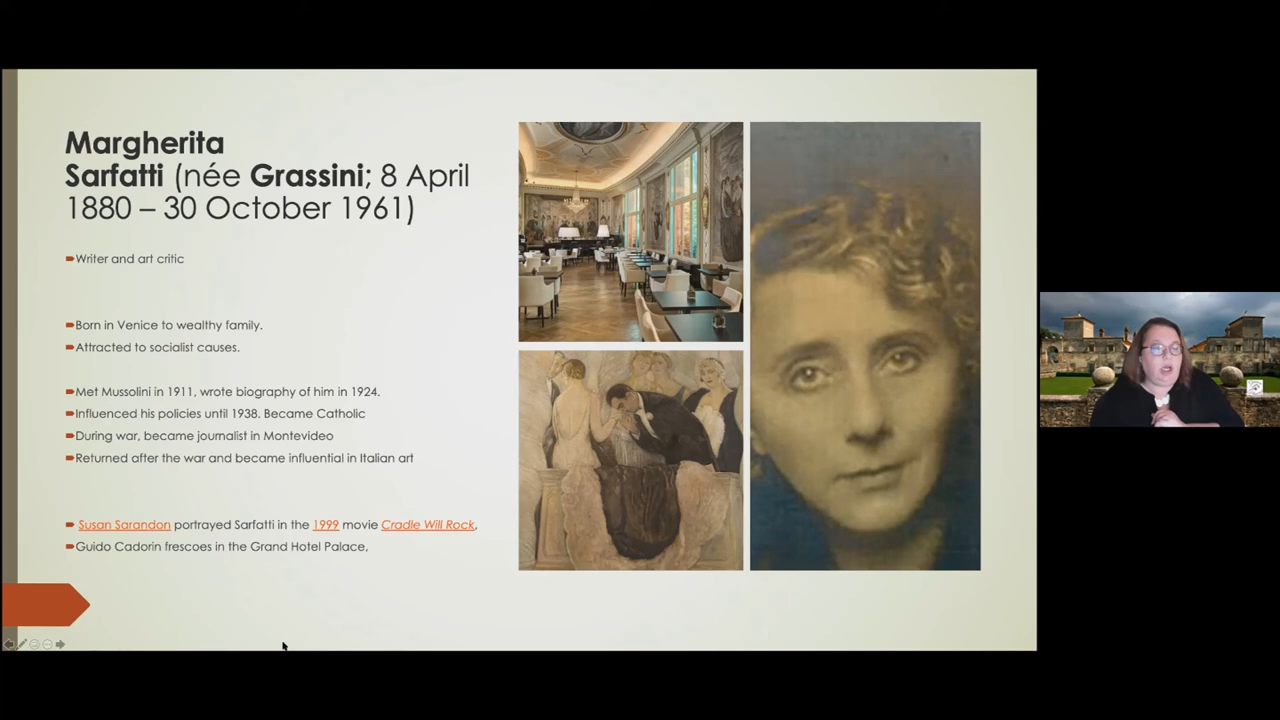 Margherita
Sarfatti (née Grassini; 8 April
1880 – 30 October 1961)
Writer and art critic
Born in Venice to wealthy family.
Attracted to socialist causes.
Met Mussolini in 1911, wrote biography of him in 1924.
Influenced his policies until 1938. Became Catholic
During war, became journalist in Montevideo
Returned after the war and became influential in Italian art
Susan Sarandon portrayed Sarfatti in the 1999 movie Cradle Will Rock,
Guido Cadorin frescoes in the Grand Hotel Palace,